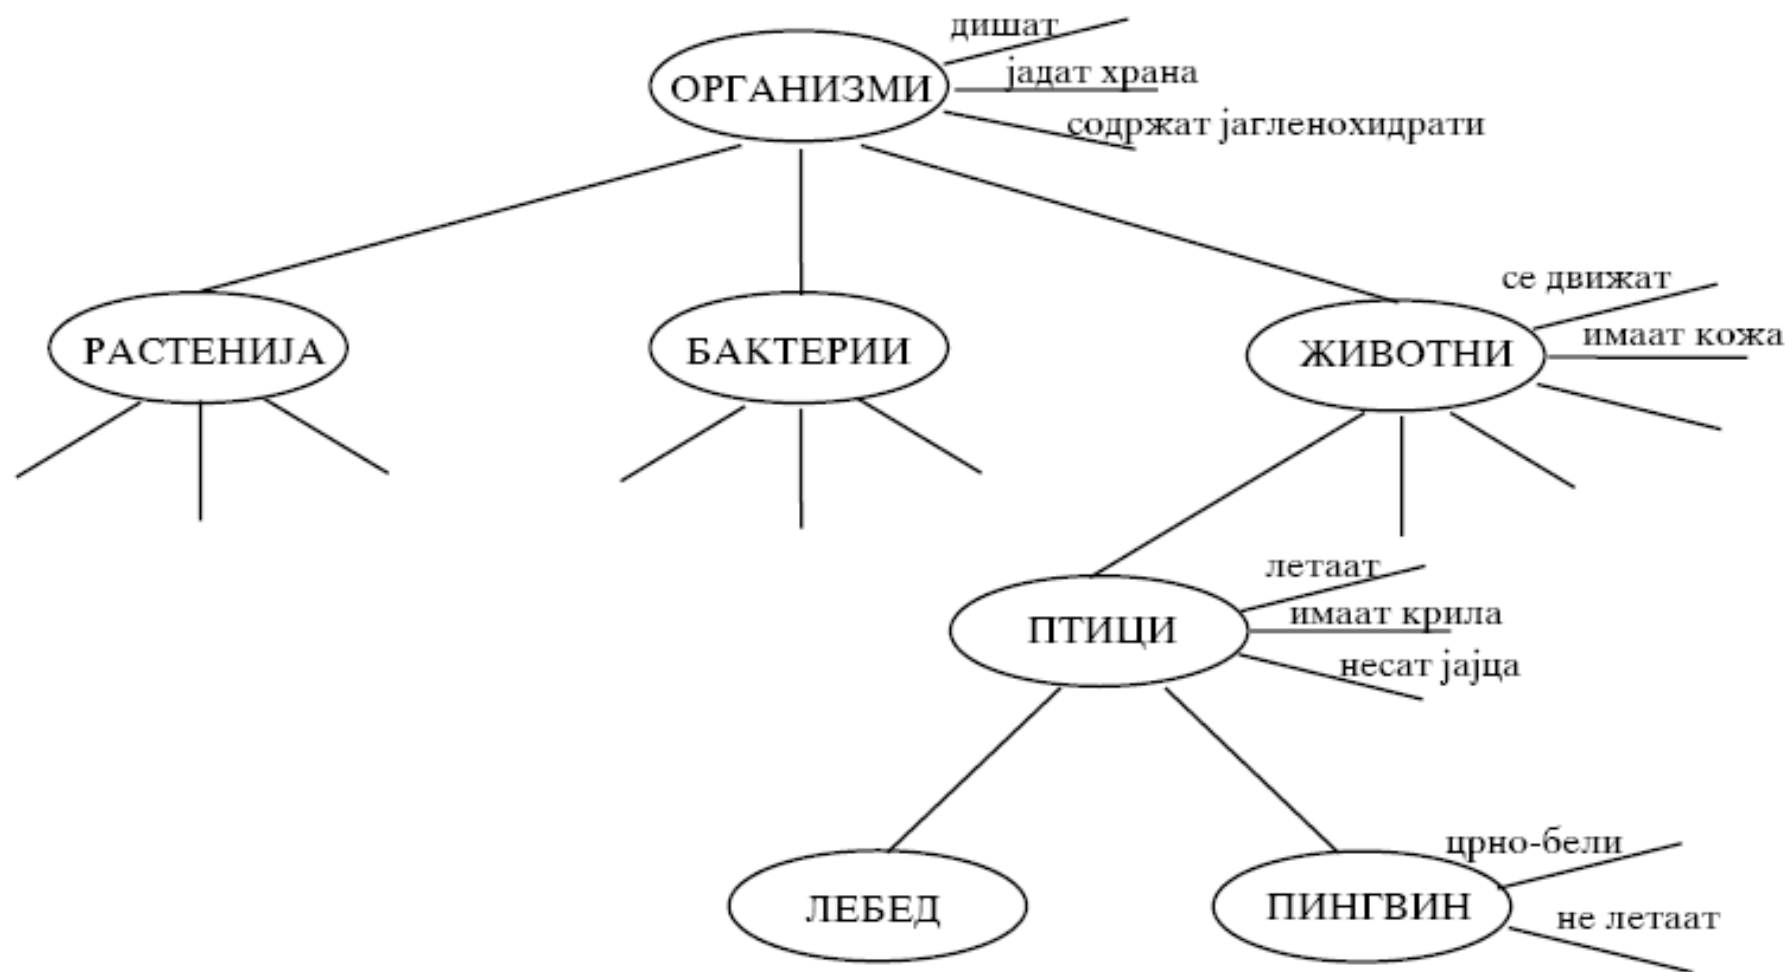 дишат
ОРГАНИЗМИ
јадат храна
содржат јагленохидрати
се движат
РАСТЕНИЈА
БАКТЕРИИ
ЖИВОТНИ
имаат кожа
летаат
ПТИЦИ
имаат крила
несат јајца
црно-бели
ЛЕБЕД
ПИНГВИН
не летаат